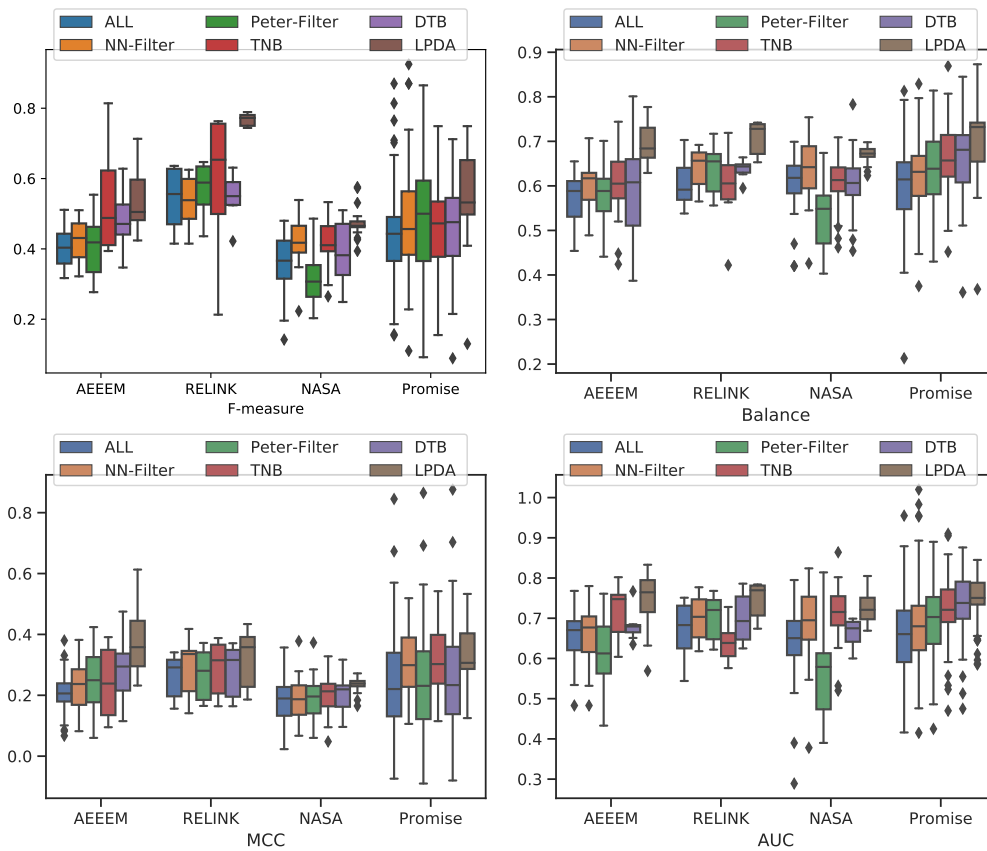 ALL Peter-Filter DTB
NN-Filter TNB LPDA
0.8
0.6
0.4
0.2
AEEEM RELINK NASA Promise
F-measure
ALL Peter-Filter DTB
NN-Filter TNB LPDA
0.9
0.8
0.7
0.6
0.5
0.4
0.3
0.2
AEEEM RELINK NASA Promise
Balance
ALL Peter-Filter DTB
NN-Filter TNB LPDA
0.8
0.6
0.4
0.2
0.0
AEEEM RELINK NASA Promise
MCC
ALL Peter-Filter DTB
NN-Filter TNB LPDA
1.0
0.9
0.8
0.7
0.6
0.5
0.4
0.3
AEEEM RELINK NASA Promise
AUC